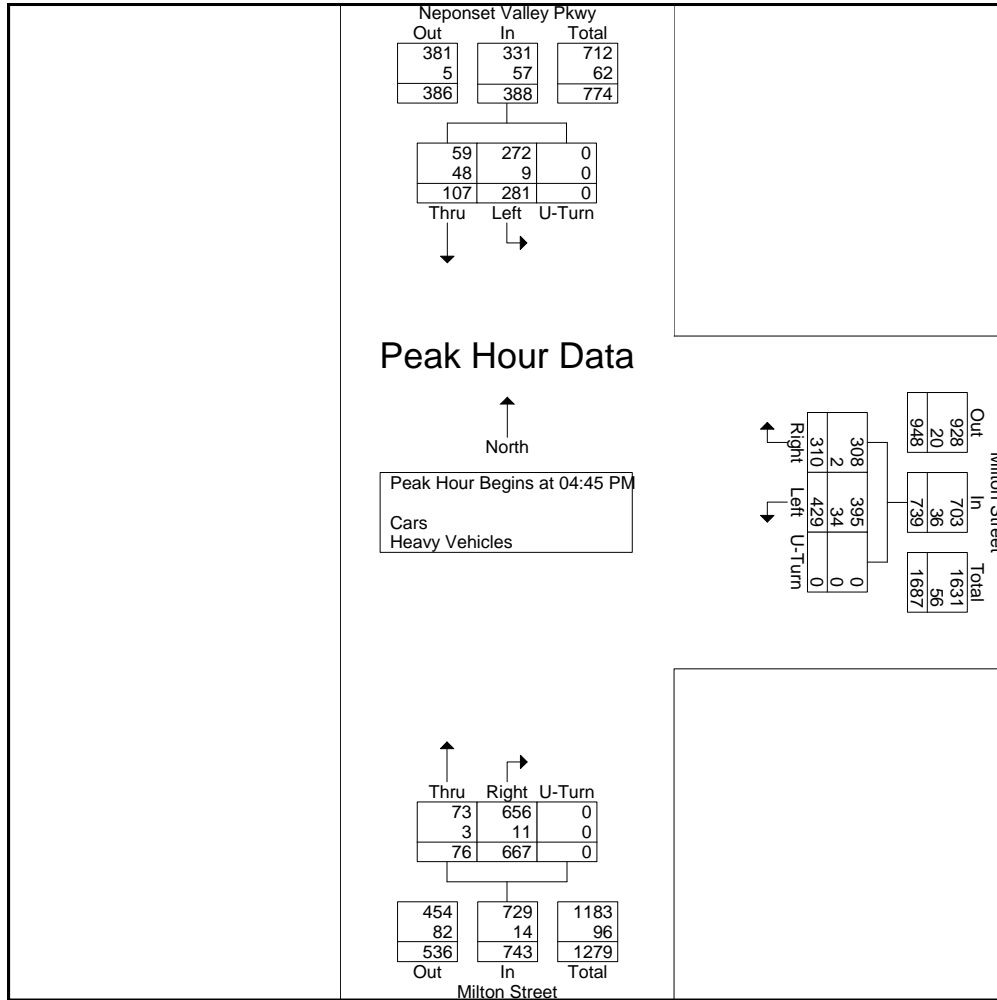 Neponset Valley Pkwy
Out In Total
381 331 712
5 57 62
386 388 774
59 272 0
48 9 0
107 281 0
Thru Left U-Turn
Peak Hour Data
North
Peak Hour Begins at 04:45 PM
Cars
Heavy Vehicles
Milton Street
Out In Total
928 703 1631
20 36 56
948 739 1687
308 395 0
2 34 0
310 429 0
Right Left U-Turn
Thru Right U-Turn
73 656 0
3 11 0
76 667 0
454 729 1183
82 14 96
536 743 1279
Out In Total
Milton Street